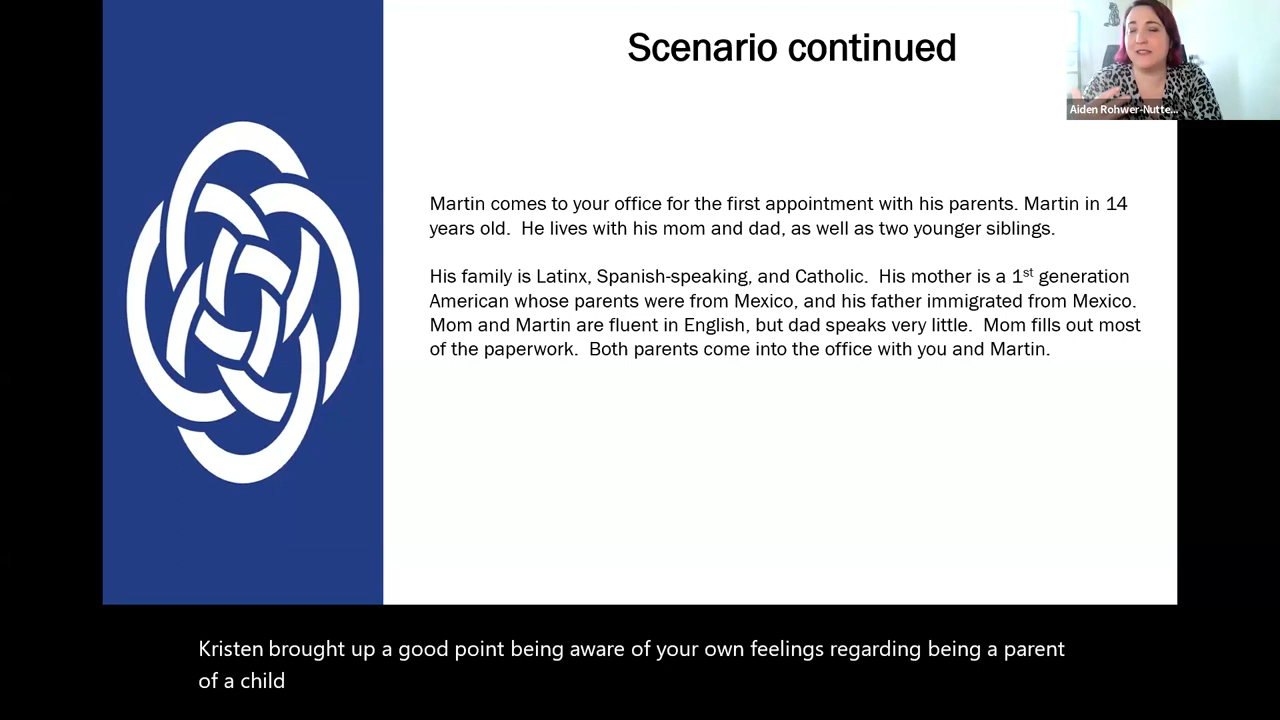 Scenario continued
Aiden Rohwer-Nutte...
Martin comes to your office for the first appointment with his parents. Martin in 14
years old.  He lives with his mom and dad, as well as two younger siblings.
His family is Latinx, Spanish-speaking, and Catholic.  His mother is a 1st generation
American whose parents were from Mexico, and his father immigrated from Mexico.
Mom and Martin are fluent in English, but dad speaks very little.  Mom fills out most
of the paperwork.  Both parents come into the office with you and Martin.
Kristen brought up a good point being aware of your own feelings regarding being a parent
of a child